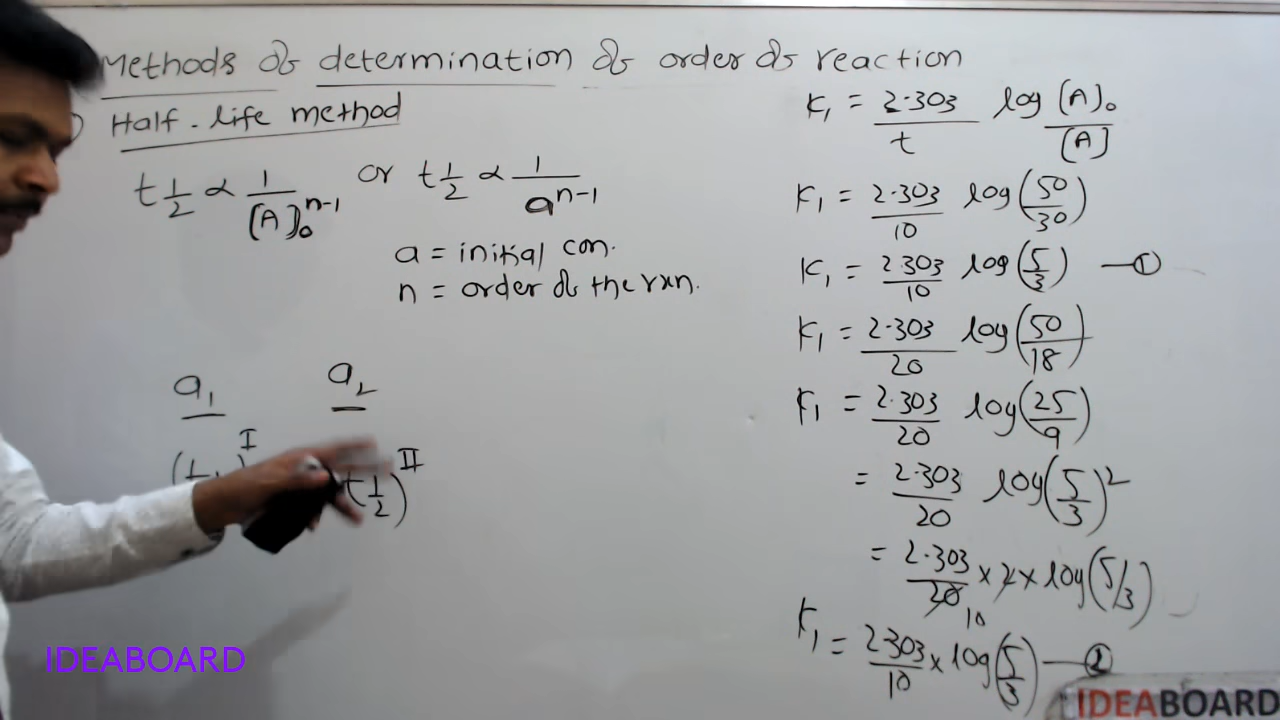 Methods of determination of order of reaction
Half-life method
t1/2 ∝ 1/[A]₀ⁿ⁻¹ or t1/2 ∝ 1/aⁿ⁻¹
a = initial con.
n = order of the rxn.
a₁ a₂
I II
t1/2)
K₁ = 2.303/t log [A]₀/[A]
K₁ = 2.303/10 log(50/30)
K₁ = 2.303/10 log(5/3) —①
K₁ = 2.303/20 log(50/18)
K₁ = 2.303/20 log(25/9)
= 2.303/20 log(5/3)²
= 2.303/20 10 × 2 × log(5/3)
K₁ = 2.303/10 × log(5/3) —②
IDEABOARD
IDEABOARD